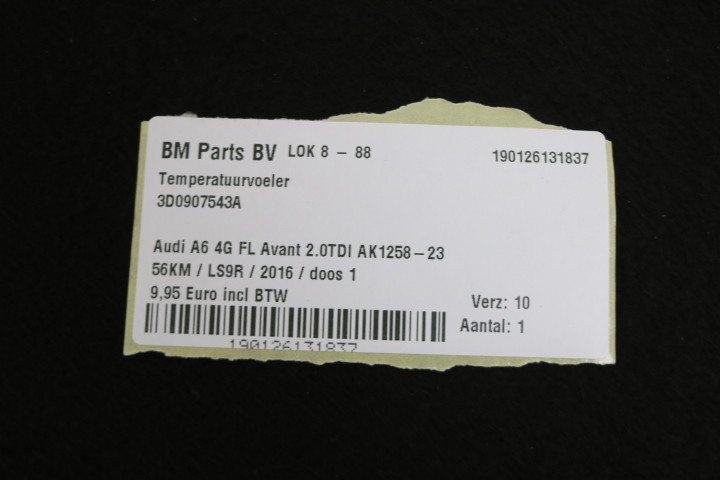 BM Parts BV LOK 8 - 88 190126131837
Temperatuurvoeler
3D0907543A
Audi A6 4G FL Avant 2.0TDI AK1258-23
56KM / LS9R / 2016 / doos 1
9,95 Euro incl BTW
Verz: 10
Aantal: 1
190126131837